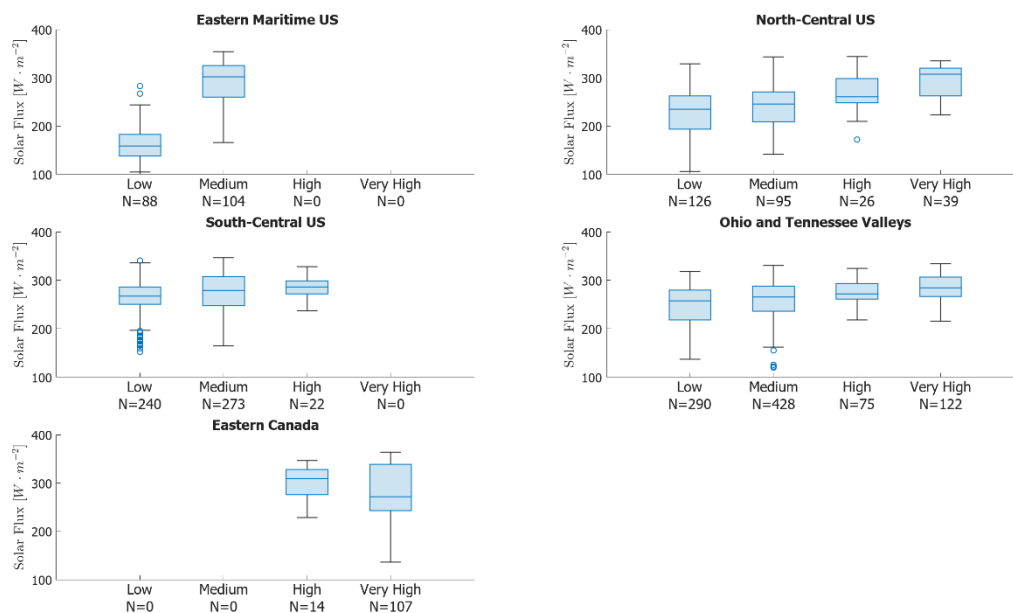 Eastern Maritime US
Solar Flux [W · m⁻²]
400
300
200
100
Low Medium High Very High
N=88 N=104 N=0 N=0
North-Central US
Solar Flux [W · m⁻²]
400
300
200
100
Low Medium High Very High
N=126 N=95 N=26 N=39
South-Central US
Solar Flux [W · m⁻²]
400
300
200
100
Low Medium High Very High
N=240 N=273 N=22 N=0
Ohio and Tennessee Valleys
Solar Flux [W · m⁻²]
400
300
200
100
Low Medium High Very High
N=290 N=428 N=75 N=122
Eastern Canada
Solar Flux [W · m⁻²]
400
300
200
100
Low Medium High Very High
N=0 N=0 N=14 N=107